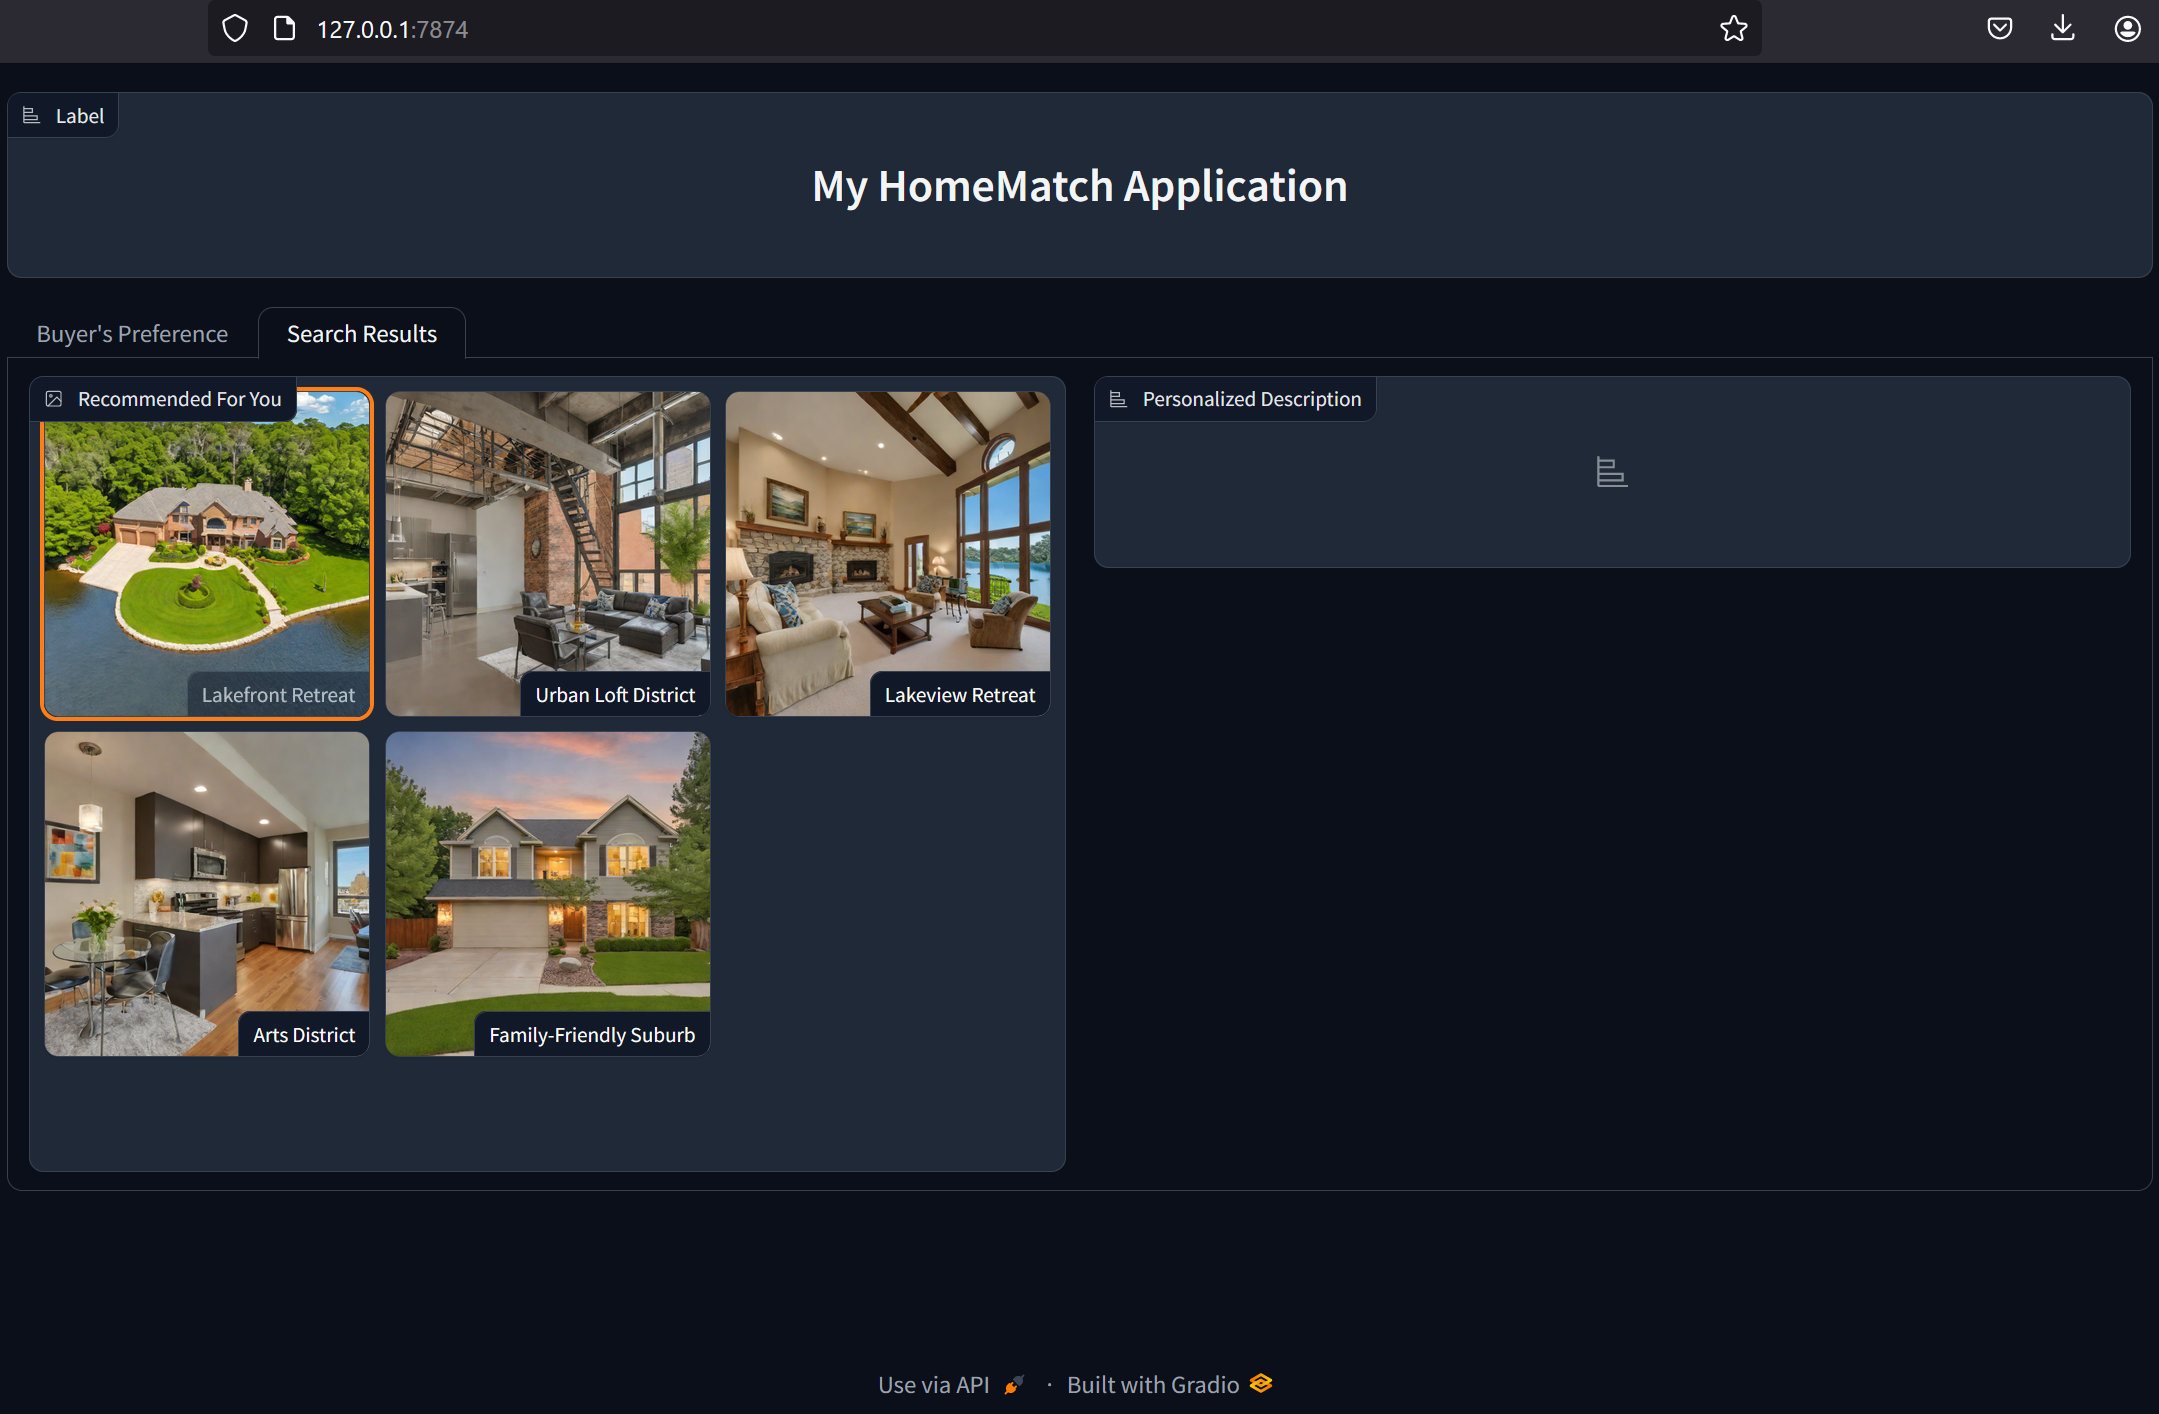 127.0.0.1:7874
Label
My HomeMatch Application
Buyer's Preference
Search Results
Recommended For You
Personalized Description
Lakefront Retreat
Urban Loft District
Lakeview Retreat
Arts District
Family-Friendly Suburb
Use via API · Built with Gradio